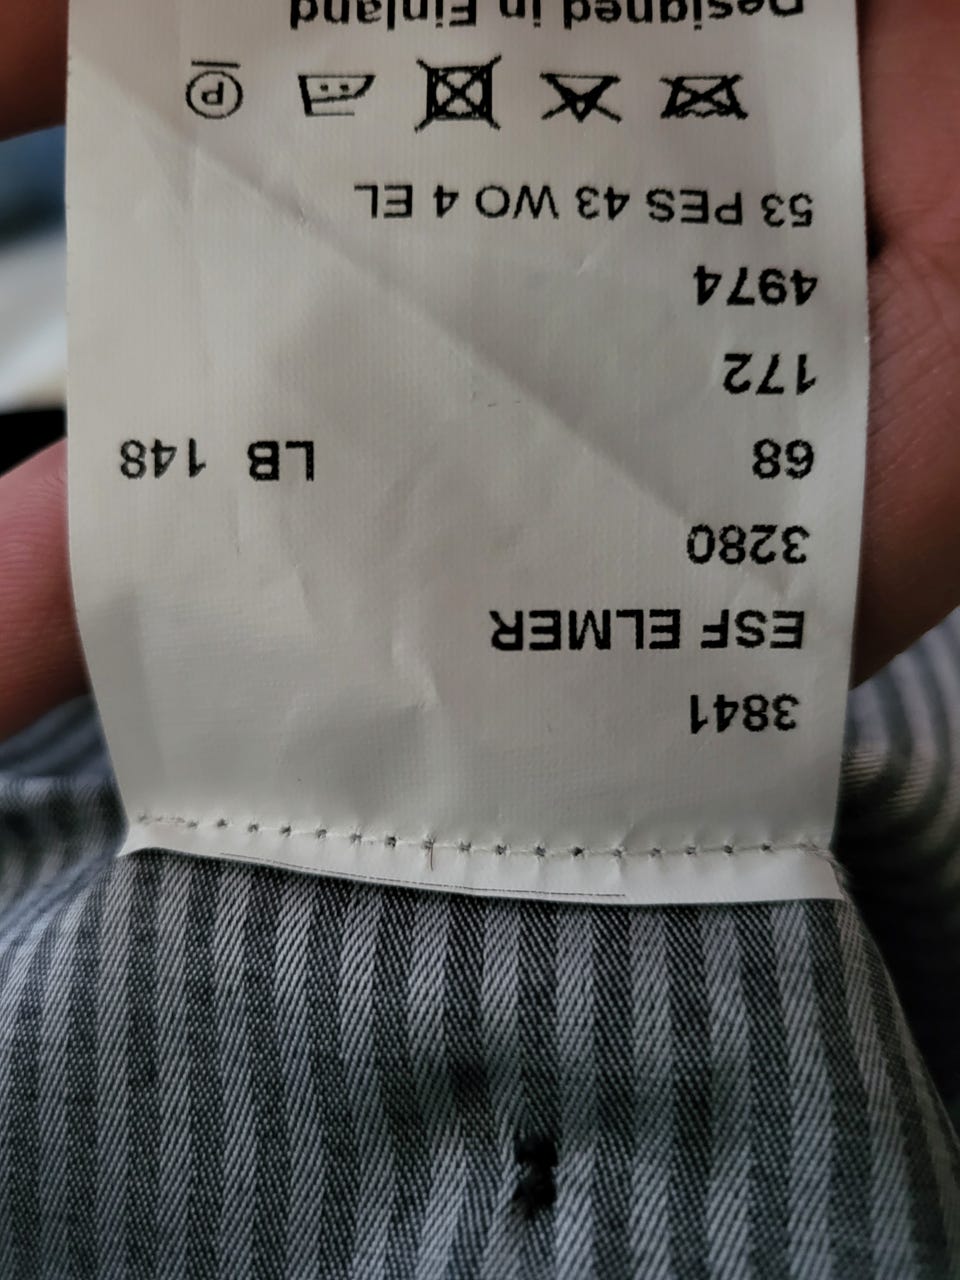 3841
ESF ELMER
3280
68 LB 148
172
4974
53 PES 43 WO 4 EL
P
Designed in Finland